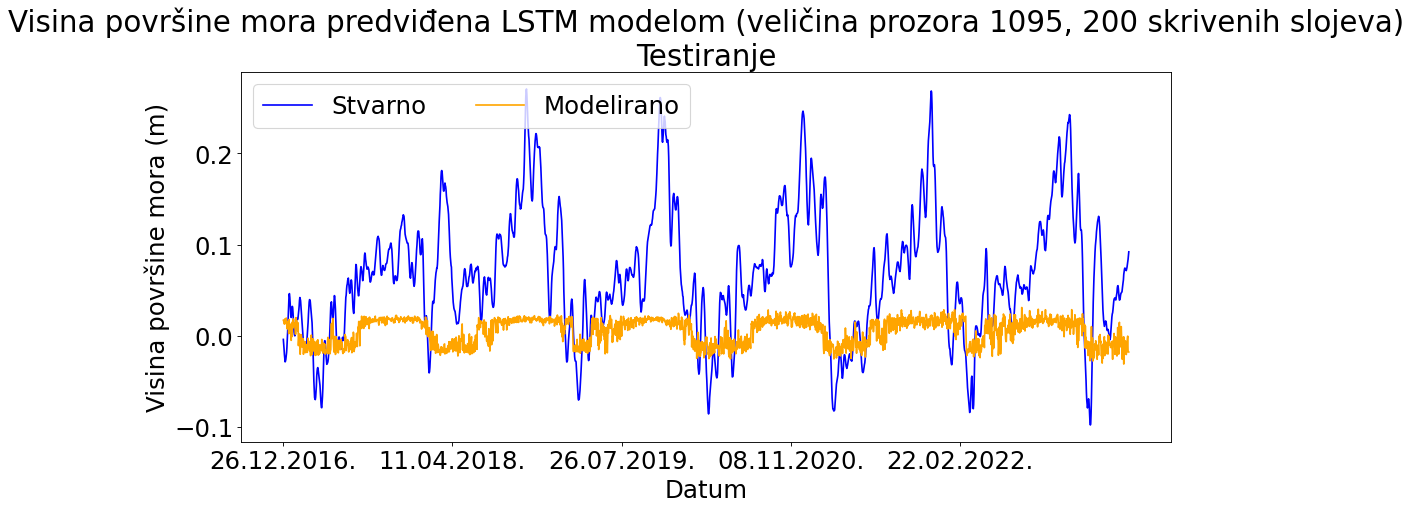 Visina površine mora predviđena LSTM modelom (veličina prozora 1095, 200 skrivenih slojeva)
Testiranje
Stvarno
Modelirano
Visina površine mora (m)
0.2
0.1
0.0
−0.1
26.12.2016.
11.04.2018.
26.07.2019.
08.11.2020.
22.02.2022.
Datum